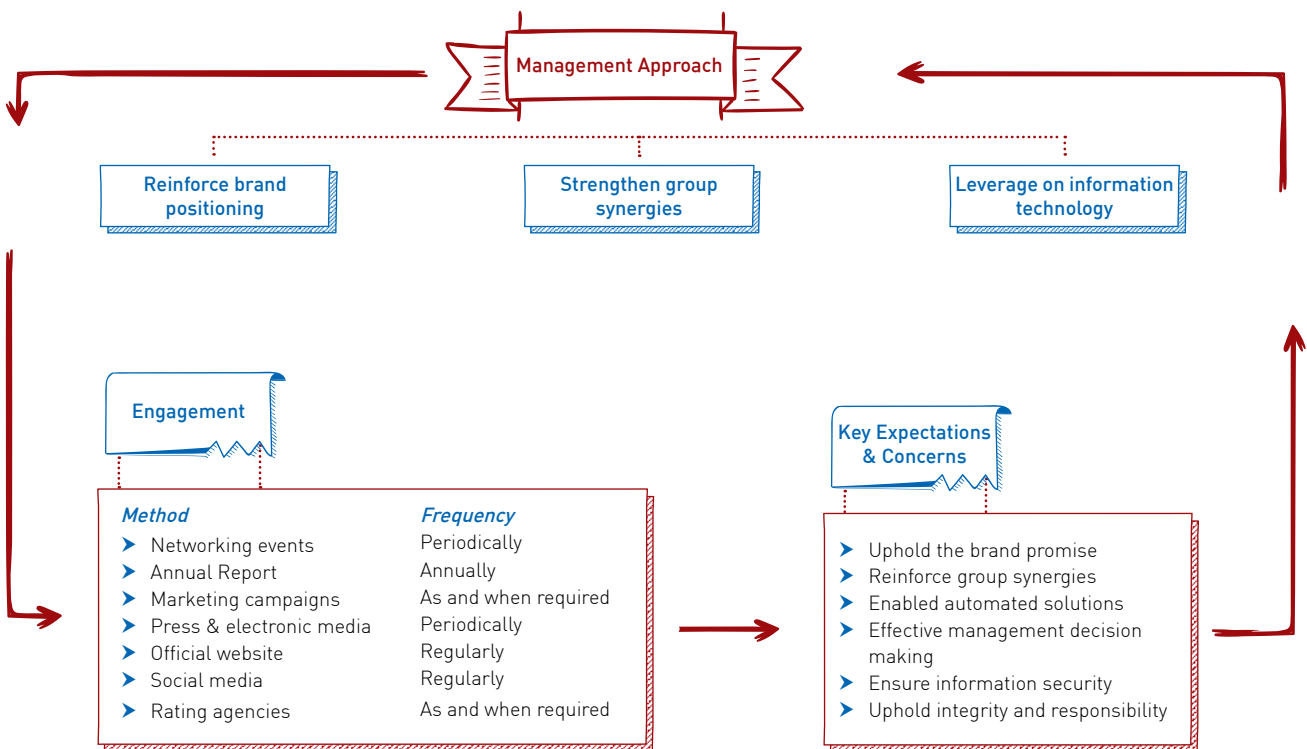 Management Approach
Reinforce brand
positioning
Strengthen group
synergies
Leverage on information
technology
Engagement
Key Expectations
& Concerns
Method Frequency
Networking events Periodically
Annual Report Annually
Marketing campaigns As and when required
Press & electronic media Periodically
Official website Regularly
Social media Regularly
Rating agencies As and when required
Uphold the brand promise
Reinforce group synergies
Enabled automated solutions
Effective management decision
making
Ensure information security
Uphold integrity and responsibility